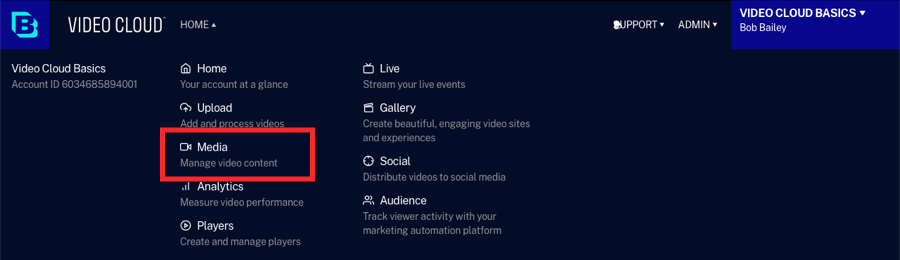 VIDEO CLOUD
HOME
SUPPORT
ADMIN
VIDEO CLOUD BASICS
Bob Bailey
Video Cloud Basics
Account ID 6034685894001
Home
Your account at a glance
Upload
Add and process videos
Media
Manage video content
Analytics
Measure video performance
Players
Create and manage players
Live
Stream your live events
Gallery
Create beautiful, engaging video sites
and experiences
Social
Distribute videos to social media
Audience
Track viewer activity with your
marketing automation platform